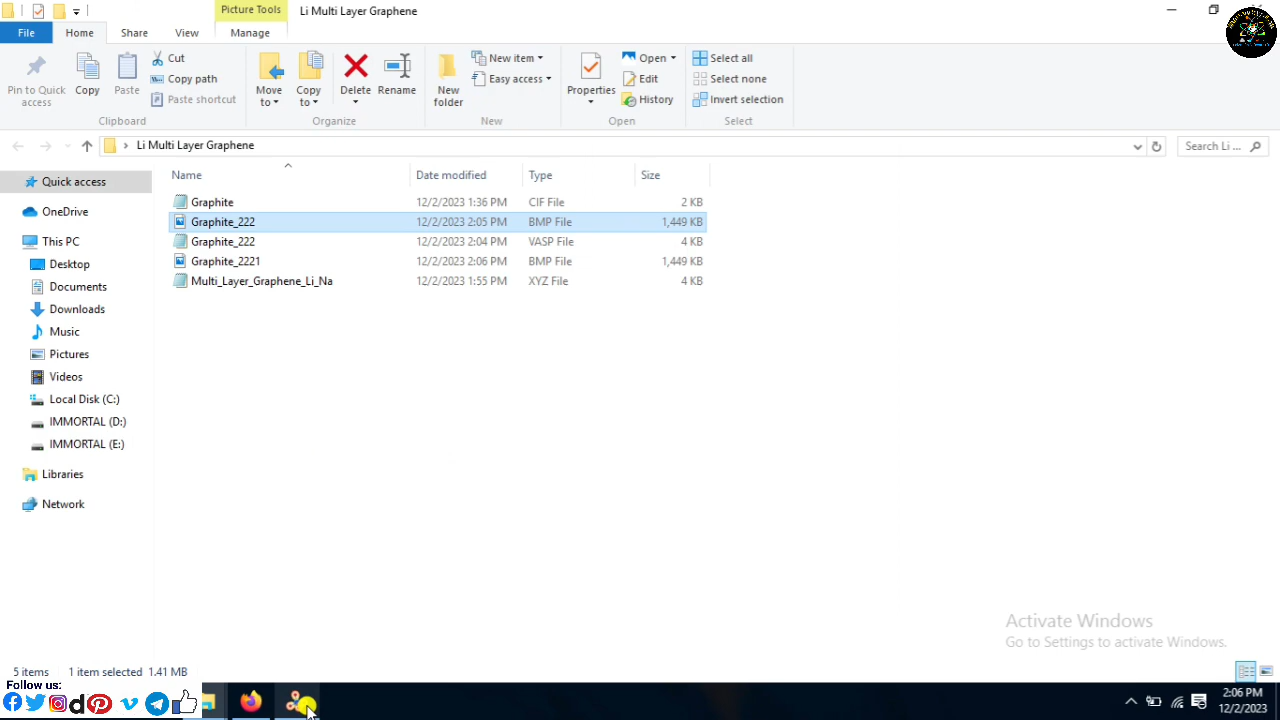 Picture Tools
Li Multi Layer Graphene
File
Home
Share
View
Manage
Pin to Quick access
Copy
Paste
Cut
Copy path
Paste shortcut
Clipboard
Move to
Copy to
Delete
Rename
Organize
New folder
New item
Easy access
New
Properties
Open
Edit
History
Open
Select all
Select none
Invert selection
Select
Li Multi Layer Graphene
Search Li ...
Name Date modified Type Size
Graphite 12/2/2023 1:36 PM CIF File 2 KB
Graphite_222 12/2/2023 2:05 PM BMP File 1,449 KB
Graphite_222 12/2/2023 2:04 PM VASP File 4 KB
Graphite_2221 12/2/2023 2:06 PM BMP File 1,449 KB
Multi_Layer_Graphene_Li_Na 12/2/2023 1:55 PM XYZ File 4 KB
Quick access
OneDrive
This PC
Desktop
Documents
Downloads
Music
Pictures
Videos
Local Disk (C:)
IMMORTAL (D:)
IMMORTAL (E:)
Libraries
Network
Activate Windows
Go to Settings to activate Windows.
5 items 1 item selected 1.41 MB
Follow us:
2:06 PM
12/2/2023